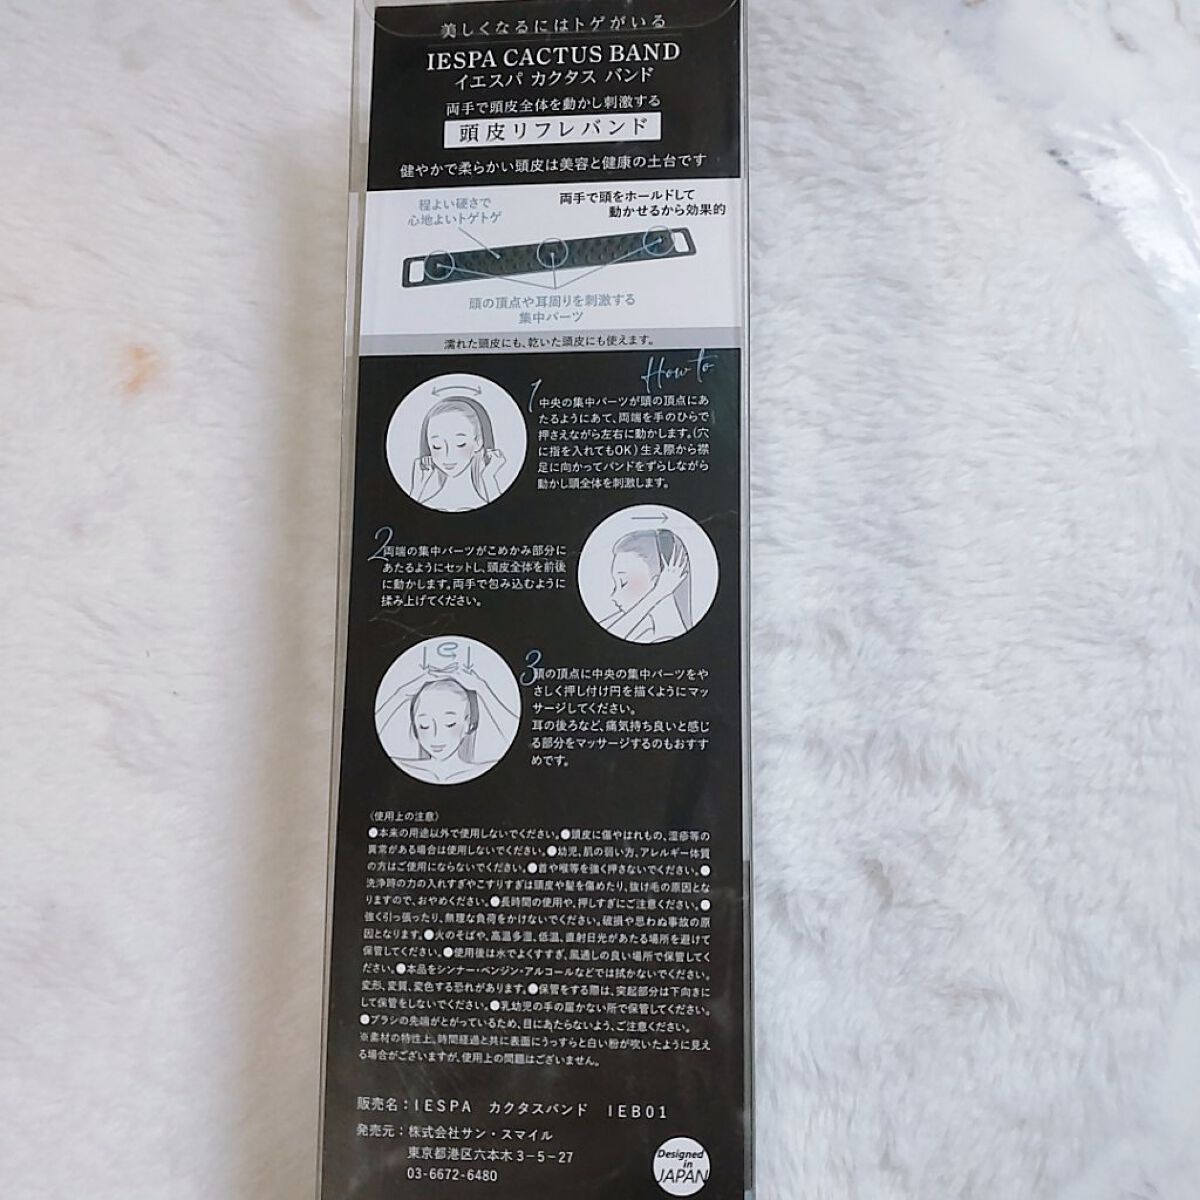 美しくなるにはトゲがいる
IESPA CACTUS BAND
イエスパ カクタス バンド
両手で頭皮全体を動かし刺激する
頭皮リフレバンド
健やかで柔らかい頭皮は美容と健康の土台です
程よい硬さで
心地よいトゲトゲ
両手で頭をホールドして
動かせるから効果的
頭の頂点や耳周りを刺激する
集中パーツ
濡れた頭皮にも、乾いた頭皮にも使えます。
How to
1
中央の集中パーツが頭の頂点にあ
たるようにあて、両端を手のひらで
押さえながら左右に動かします。(穴
に指を入れてもOK)生え際から襟
足に向かってバンドをずらしながら
動かし頭全体を刺激します。
2
両端の集中パーツがこめかみ部分に
あたるようにセットし、頭皮全体を前後
に動かします。両手で包み込むように
揉み上げてください。
3
頭の頂点に中央の集中パーツをや
さしく押し付け円を描くようにマッ
サージしてください。
耳の後ろなど、痛気持ち良いと感じ
る部分をマッサージするのもおすす
めです。
〈使用上の注意〉
●本来の用途以外で使用しないでください。●頭皮に傷やはれもの、湿疹等の
異常がある場合は使用しないでください。●幼児、肌の弱い方、アレルギー体質
の方はご使用にならないでください。●首や喉等を強く押さないでください。●
洗浄時の力の入れすぎやこすりすぎは頭皮や髪を傷めたり、抜け毛の原因とな
りますので、おやめください。●長時間の使用や、押しすぎにご注意ください。●
強く引っ張ったり、無理な負荷をかけないでください。破損や思わぬ事故の原
因となります。●火のそばや、高温多湿、低温、直射日光があたる場所を避けて
保管してください。●使用後は水でよくすすぎ、風通しの良い場所で保管してく
ださい。●本品をシンナー・ベンジン・アルコールなどでは拭かないでください。
変形、変質、変色する恐れがあります。●保管をする際は、突起部分は下向きに
して保管をしないでください。●乳幼児の手の届かない所で保管してください。
●ブラシの先端がとがっているため、目にあたらないよう、ご注意ください。
※素材の特性上、時間経過と共に表面にうっすらと白い粉が吹いたように見え
る場合がございますが、使用上の問題はございません。
販売名：IESPA カクタスバンド IEB01
発売元：株式会社サン・スマイル
東京都港区六本木3-5-27
03-6672-6480
Designed
in
JAPAN